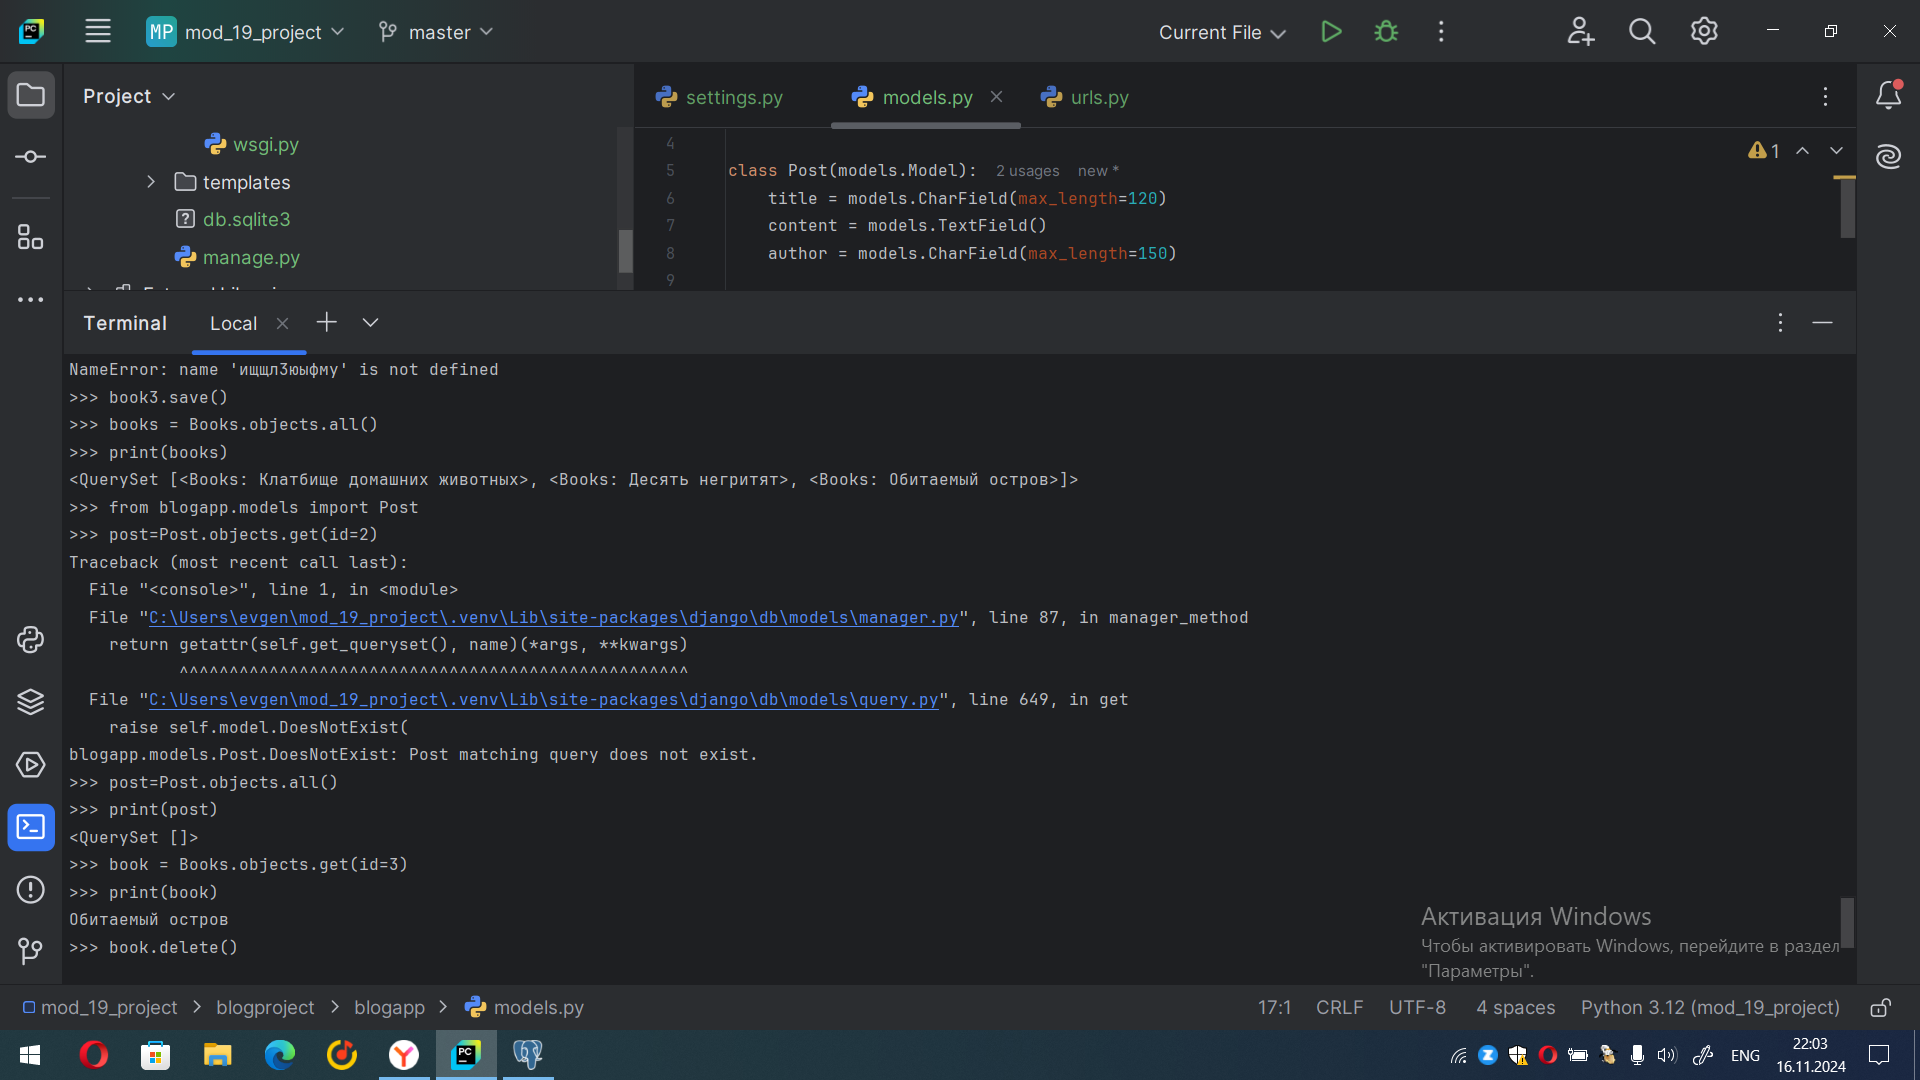 MP mod_19_project master Current File
Project
settings.py models.py urls.py
wsgi.py
templates
db.sqlite3
manage.py
4
5 class Post(models.Model): 2 usages new *
6 title = models.CharField(max_length=120)
7 content = models.TextField()
8 author = models.CharField(max_length=150)
9
1
Terminal Local
NameError: name 'ищщл3юыфму' is not defined
>>> book3.save()
>>> books = Books.objects.all()
>>> print(books)
<QuerySet [<Books: Клатбище домашних животных>, <Books: Десять негритят>, <Books: Обитаемый остров>]>
>>> from blogapp.models import Post
>>> post=Post.objects.get(id=2)
Traceback (most recent call last):
File "<console>", line 1, in <module>
File "C:\Users\evgen\mod_19_project\.venv\Lib\site-packages\django\db\models\manager.py", line 87, in manager_method
return getattr(self.get_queryset(), name)(*args, **kwargs)
^^^^^^^^^^^^^^^^^^^^^^^^^^^^^^^^^^^^^^^^^^^^^^^^^^^
File "C:\Users\evgen\mod_19_project\.venv\Lib\site-packages\django\db\models\query.py", line 649, in get
raise self.model.DoesNotExist(
blogapp.models.Post.DoesNotExist: Post matching query does not exist.
>>> post=Post.objects.all()
>>> print(post)
<QuerySet []>
>>> book = Books.objects.get(id=3)
>>> print(book)
Обитаемый остров
>>> book.delete()
Активация Windows
Чтобы активировать Windows, перейдите в раздел
"Параметры".
mod_19_project > blogproject > blogapp > models.py 17:1 CRLF UTF-8 4 spaces Python 3.12 (mod_19_project)
ENG 22:03
16.11.2024